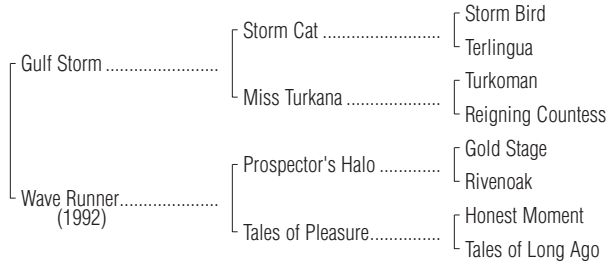 Storm Bird
Storm Cat ..............................
Terlingua
Gulf Storm .............................
Turkoman
Miss Turkana ........................
Reigning Countess
Gold Stage
Prospector's Halo ...............
Rivenoak
Wave Runner.........................
(1992)
Honest Moment
Tales of Pleasure..................
Tales of Long Ago